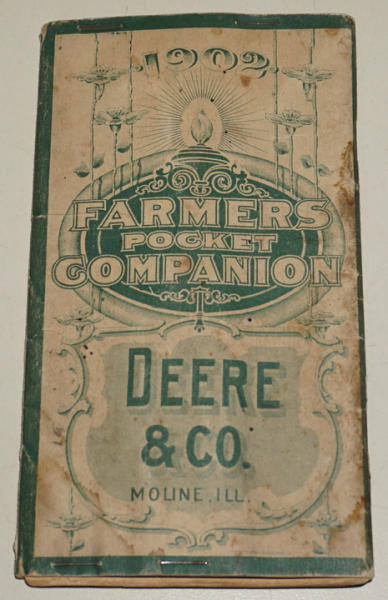 1902
FARMERS
POCKET
COMPANION
DEERE
& CO.
MOLINE, ILL.